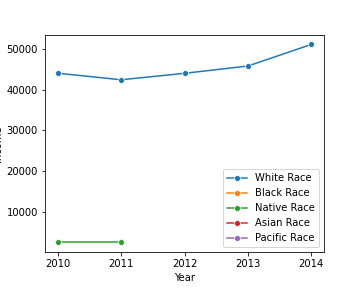 50000
40000
30000
20000
10000
White Race
Black Race
Native Race
Asian Race
Pacific Race
2010 2011 2012 2013 2014
Year